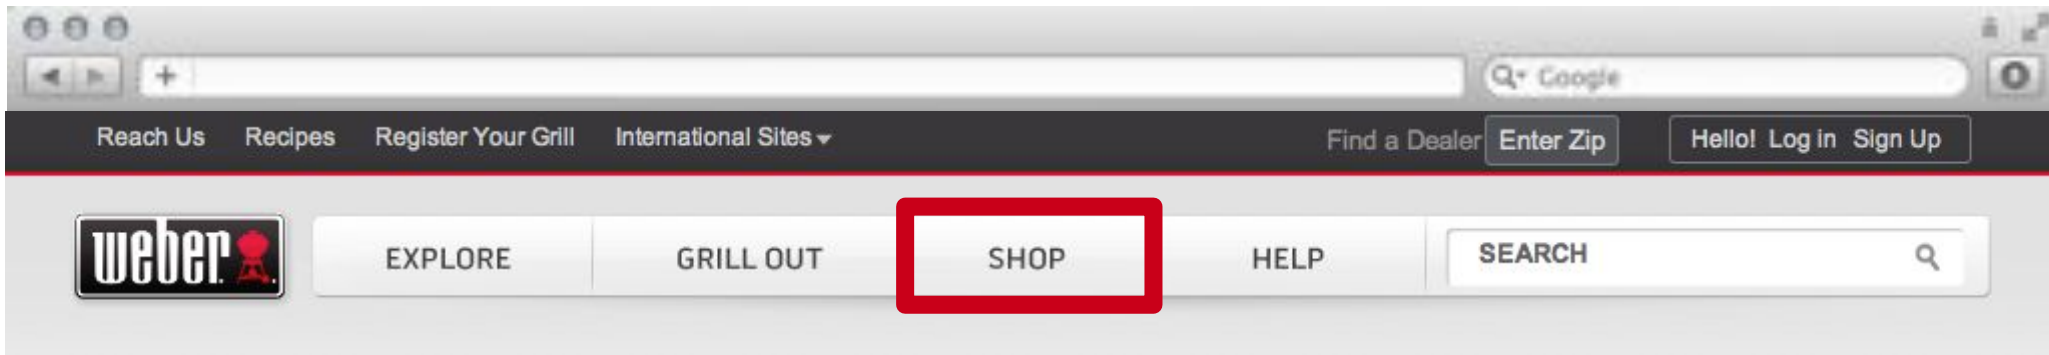 Google
Reach Us Recipes Register Your Grill International Sites Find a Dealer Enter Zip Hello! Log in Sign Up
weber EXPLORE GRILL OUT SHOP HELP SEARCH